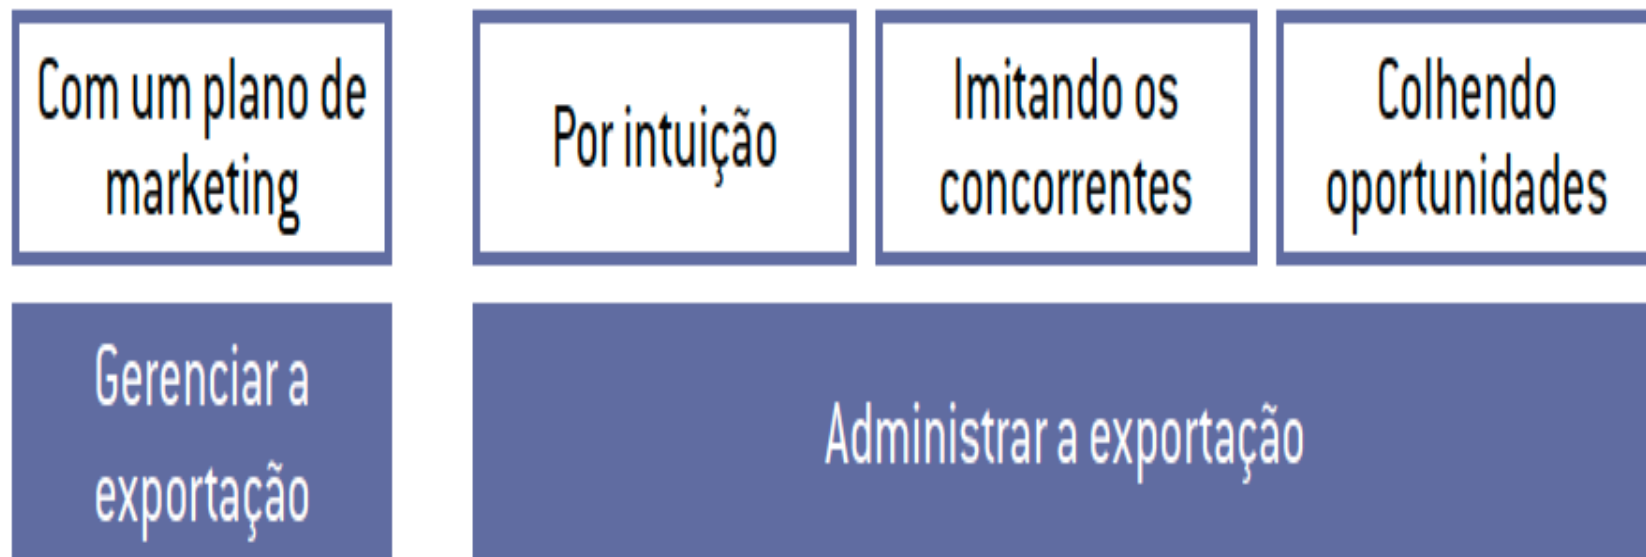 Com um plano de
marketing
Por intuição
Imitando os
concorrentes
Colhendo
oportunidades
Gerenciar a
exportação
Administrar a exportação